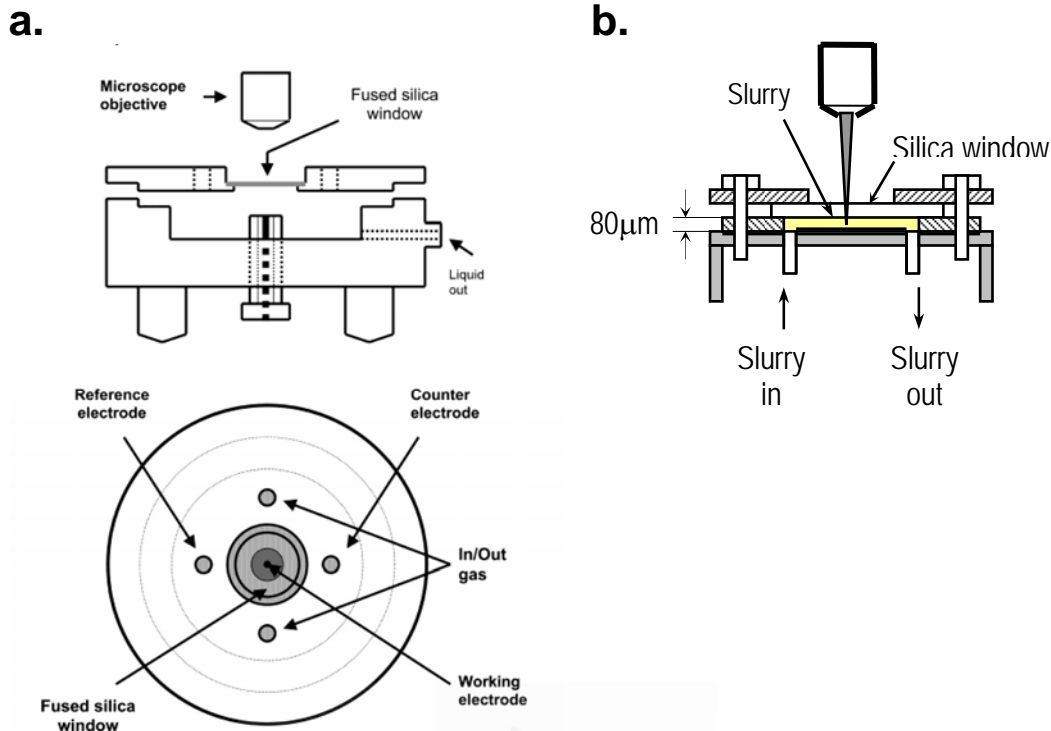 a.
Microscope
objective
Fused silica
window
Liquid
out
Reference
electrode
Counter
electrode
In/Out
gas
Working
electrode
Fused silica
window
b.
Slurry
Silica window
80μm
Slurry
in
Slurry
out